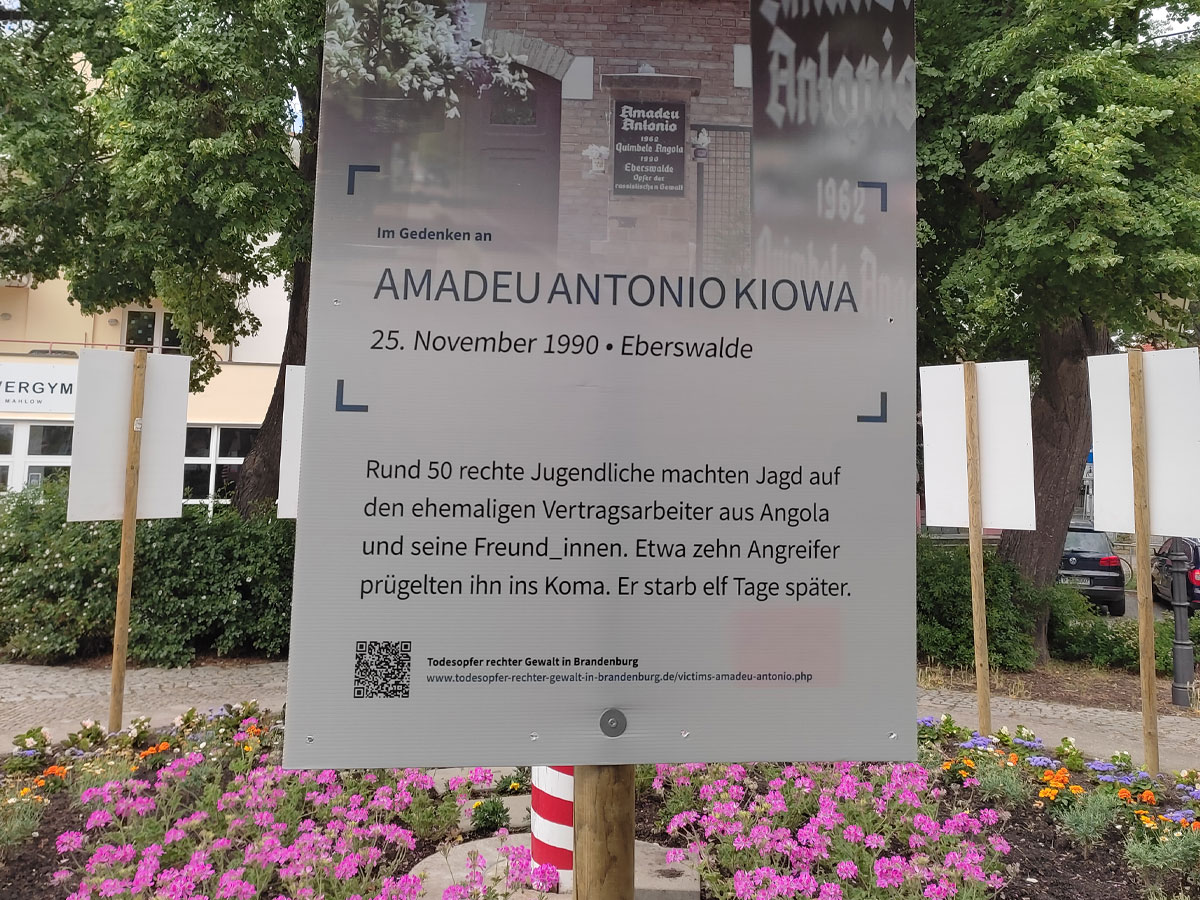 Antonio
1962
Amadeu
Antonio
1962
Quimbele Angola
1990
Eberswalde
Opfer der
rassistischen Gewalt
Im Gedenken an
AMADEU ANTONIO KIOWA
25. November 1990 • Eberswalde
VERGYM
MAHLOW
Rund 50 rechte Jugendliche machten Jagd auf
den ehemaligen Vertragsarbeiter aus Angola
und seine Freund_innen. Etwa zehn Angreifer
prügelten ihn ins Koma. Er starb elf Tage später.
Todesopfer rechter Gewalt in Brandenburg
www.todesopfer-rechter-gewalt-in-brandenburg.de/victims-amadeu-antonio.php